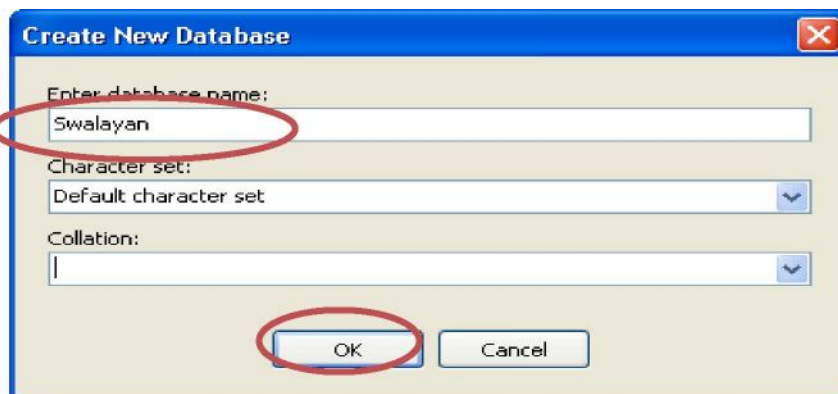 Create New Database
Enter database name:
Swalayan
Character set:
Default character set
Collation:
OK
Cancel